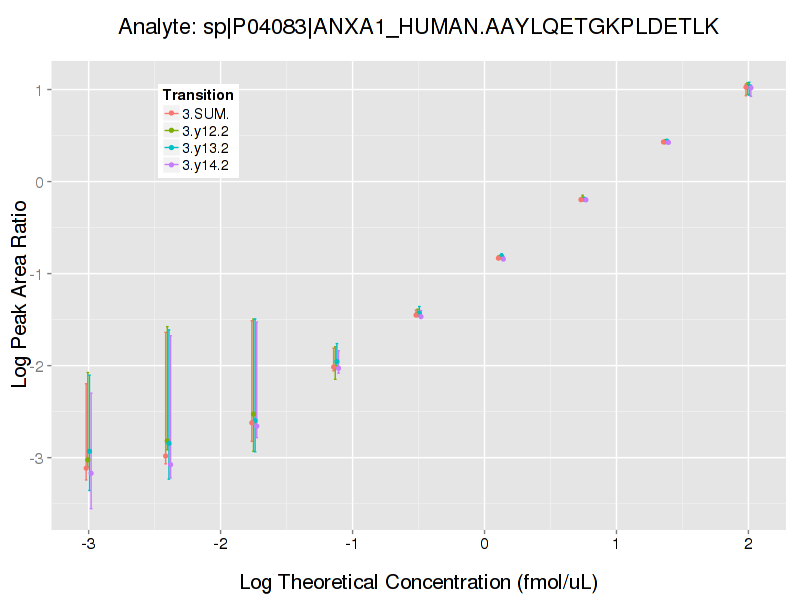 Analyte: sp|P04083|ANXA1_HUMAN.AAYLQETGKPLDETLK
Log Peak Area Ratio
1
0
-1
-2
-3
Transition
3.SUM.
3.y12.2
3.y13.2
3.y14.2
-3 -2 -1 0 1 2
Log Theoretical Concentration (fmol/uL)